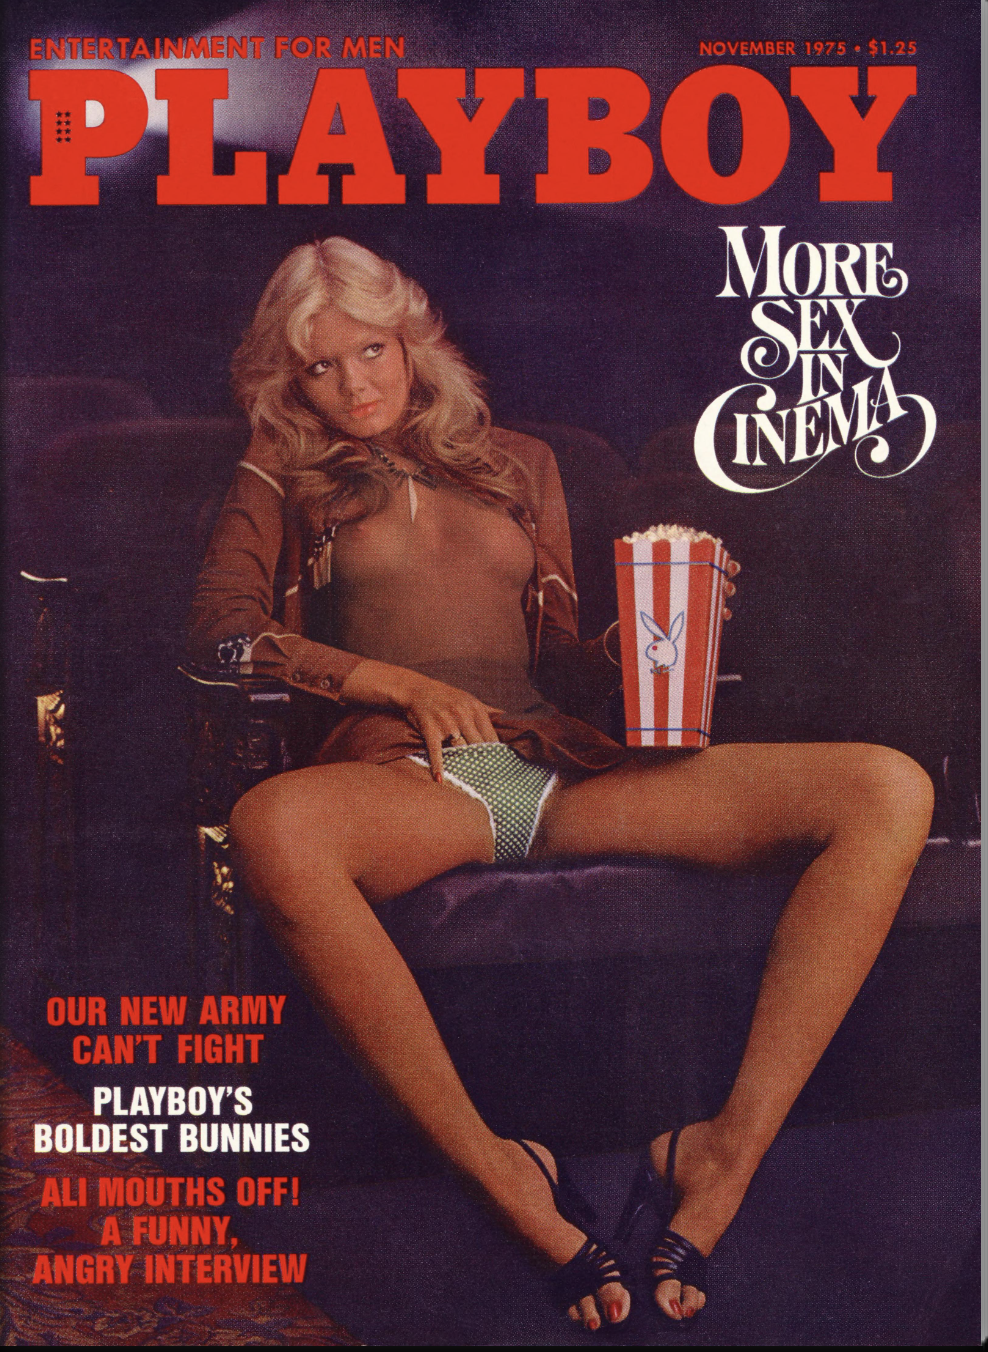 ENTERTAINMENT FOR MEN
NOVEMBER 1975 • $1.25
PLAYBOY
MORE
SEX
IN
CINEMA
OUR NEW ARMY
CAN'T FIGHT
PLAYBOY'S
BOLDEST BUNNIES
ALI MOUTHS OFF!
A FUNNY,
ANGRY INTERVIEW